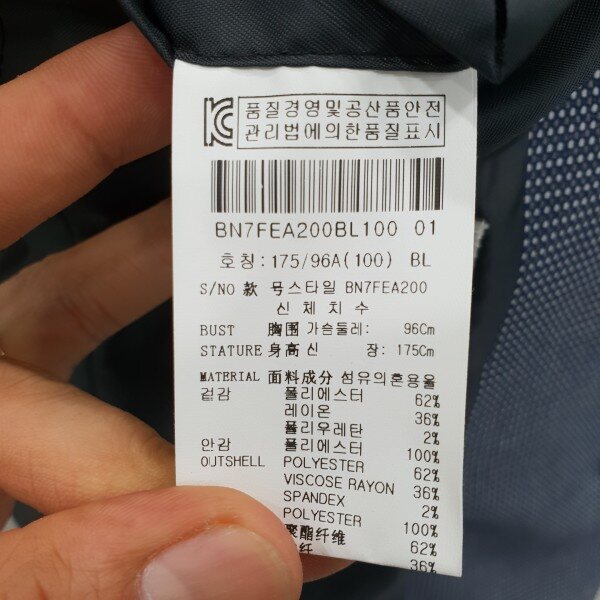 KC 품질경영및공산품안전
관리법에의한품질표시
BN7FEA200BL100 01
호칭:175/96A(100) BL
S/NO 款 号스타일 BN7FEA200
신체치수
BUST 胸围 가슴둘레: 96Cm
STATURE 身高 신 장: 175Cm
MATERIAL 面料成分 섬유의혼용율
겉감 폴리에스터 62%
레이온 36%
폴리우레탄 2%
안감 폴리에스터 100%
OUTSHELL POLYESTER 62%
VISCOSE RAYON 36%
SPANDEX 2%
POLYESTER 100%
聚酯纤维 62%
纤 36%